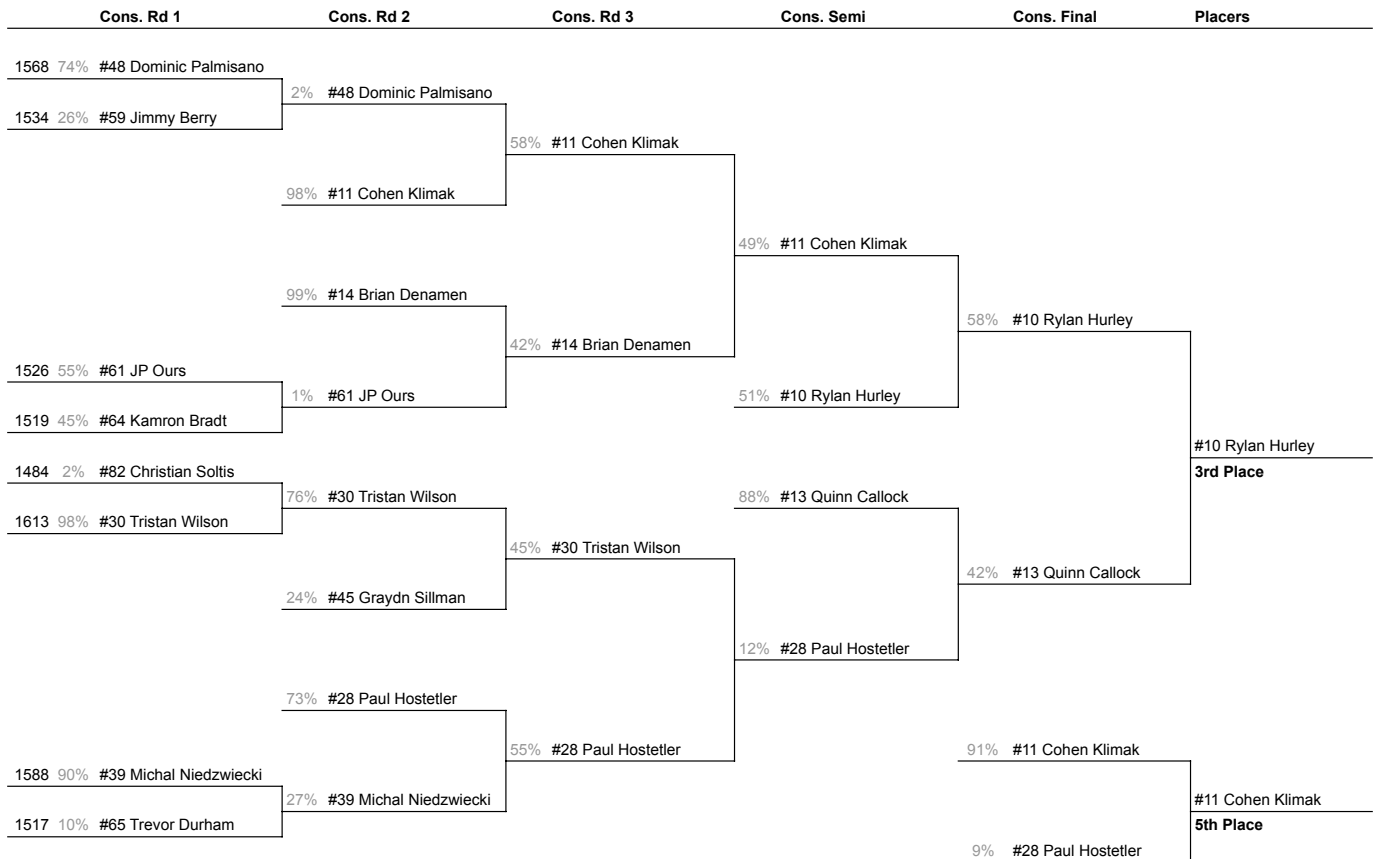 Cons. Rd 1 Cons. Rd 2 Cons. Rd 3 Cons. Semi Cons. Final Placers
1568 74% #48 Dominic Palmisano
2% #48 Dominic Palmisano
1534 26% #59 Jimmy Berry
58% #11 Cohen Klimak
98% #11 Cohen Klimak
49% #11 Cohen Klimak
99% #14 Brian Denamen
58% #10 Rylan Hurley
42% #14 Brian Denamen
1526 55% #61 JP Ours
1% #61 JP Ours
51% #10 Rylan Hurley
1519 45% #64 Kamron Bradt
#10 Rylan Hurley
1484 2% #82 Christian Soltis
3rd Place
76% #30 Tristan Wilson
88% #13 Quinn Callock
1613 98% #30 Tristan Wilson
45% #30 Tristan Wilson
42% #13 Quinn Callock
24% #45 Graydn Sillman
12% #28 Paul Hostetler
73% #28 Paul Hostetler
55% #28 Paul Hostetler
91% #11 Cohen Klimak
1588 90% #39 Michal Niedzwiecki
27% #39 Michal Niedzwiecki
#11 Cohen Klimak
1517 10% #65 Trevor Durham
5th Place
9% #28 Paul Hostetler